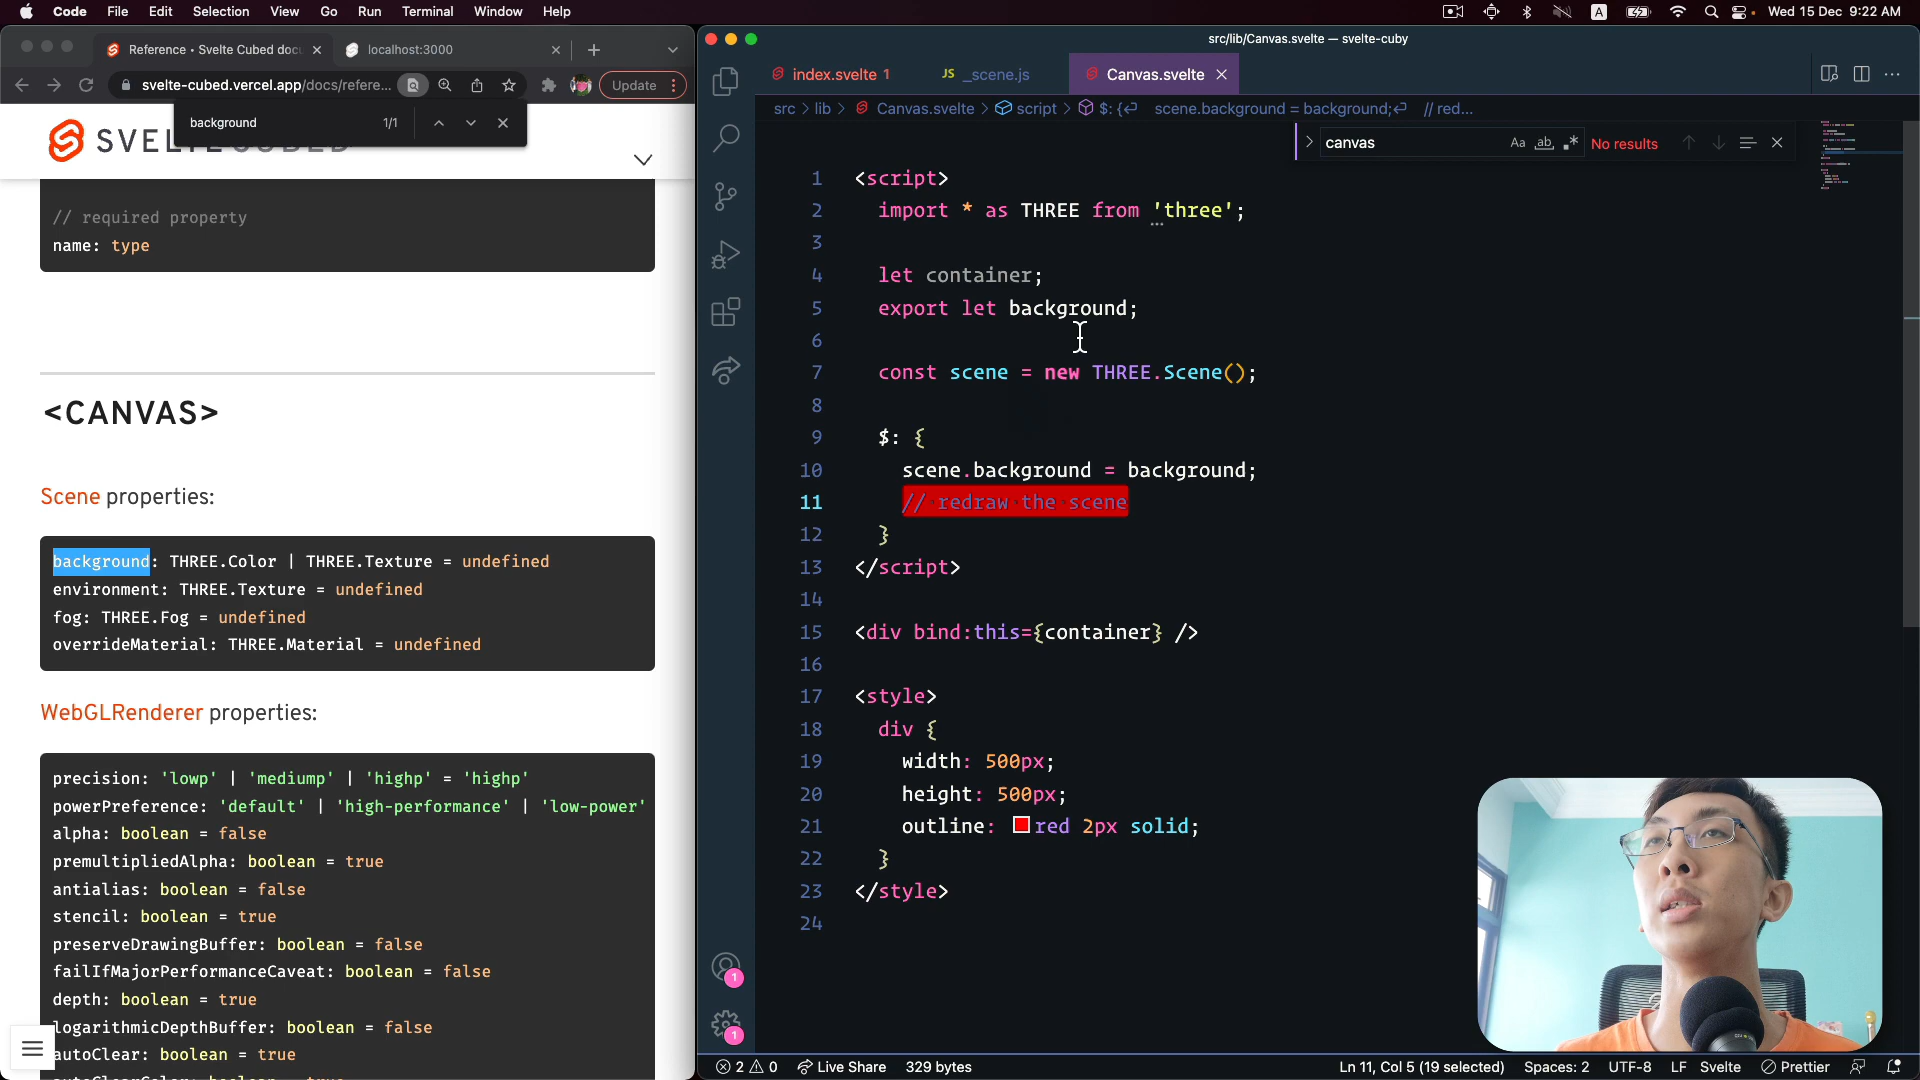 Code File Edit Selection View Go Run Terminal Window Help
A Wed 15 Dec 9:22 AM
Reference • Svelte Cubed docu
localhost:3000
svelte-cubed.vercel.app/docs/refere...
Update
background 1/1
SVELTE CUBED
// required property
name: type
<CANVAS>
Scene properties:
background: THREE.Color | THREE.Texture = undefined
environment: THREE.Texture = undefined
fog: THREE.Fog = undefined
overrideMaterial: THREE.Material = undefined
WebGLRenderer properties:
precision: 'lowp' | 'mediump' | 'highp' = 'highp'
powerPreference: 'default' | 'high-performance' | 'low-power'
alpha: boolean = false
premultipliedAlpha: boolean = true
antialias: boolean = false
stencil: boolean = true
preserveDrawingBuffer: boolean = false
failIfMajorPerformanceCaveat: boolean = false
depth: boolean = true
logarithmicDepthBuffer: boolean = false
autoClear: boolean = true
src/lib/Canvas.svelte — svelte-cuby
index.svelte 1
JS _scene.js
Canvas.svelte
src > lib > Canvas.svelte > script > $: {↵ scene.background = background;↵ // red...
canvas Aa ab No results
1 <script>
2 import * as THREE from 'three';
3
4 let container;
5 export let background;
6
7 const scene = new THREE.Scene();
8
9 $: {
10 scene.background = background;
11 // redraw the scene
12 }
13 </script>
14
15 <div bind:this={container} />
16
17 <style>
18 div {
19 width: 500px;
20 height: 500px;
21 outline: red 2px solid;
22 }
23 </style>
24
1
1
2 0 Live Share 329 bytes
Ln 11, Col 5 (19 selected) Spaces: 2 UTF-8 LF Svelte Prettier